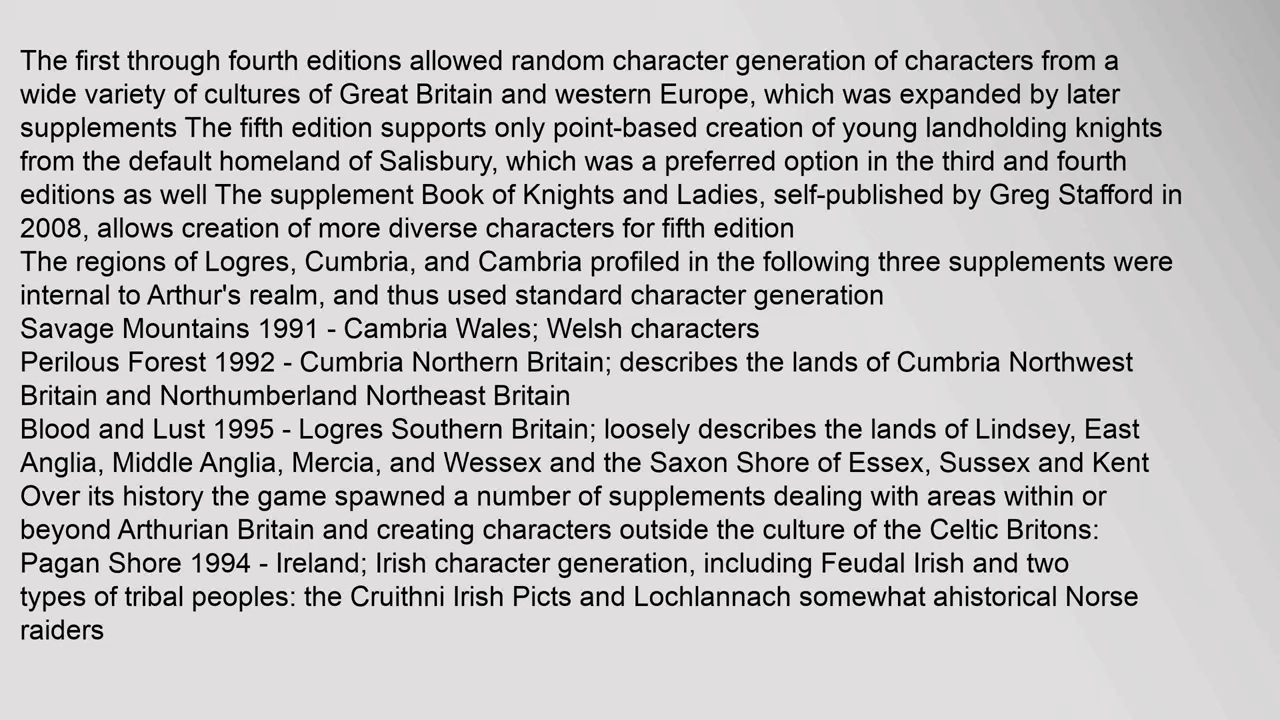 The first through fourth editions allowed random character generation of characters from a
wide variety of cultures of Great Britain and western Europe, which was expanded by later
supplements The fifth edition supports only point-based creation of young landholding knights
from the default homeland of Salisbury, which was a preferred option in the third and fourth
editions as well The supplement Book of Knights and Ladies, self-published by Greg Stafford in
2008, allows creation of more diverse characters for fifth edition
The regions of Logres, Cumbria, and Cambria profiled in the following three supplements were
internal to Arthur's realm, and thus used standard character generation
Savage Mountains 1991 - Cambria Wales; Welsh characters
Perilous Forest 1992 - Cumbria Northern Britain; describes the lands of Cumbria Northwest
Britain and Northumberland Northeast Britain
Blood and Lust 1995 - Logres Southern Britain; loosely describes the lands of Lindsey, East
Anglia, Middle Anglia, Mercia, and Wessex and the Saxon Shore of Essex, Sussex and Kent
Over its history the game spawned a number of supplements dealing with areas within or
beyond Arthurian Britain and creating characters outside the culture of the Celtic Britons:
Pagan Shore 1994 - Ireland; Irish character generation, including Feudal Irish and two
types of tribal peoples: the Cruithni Irish Picts and Lochlannach somewhat ahistorical Norse
raiders